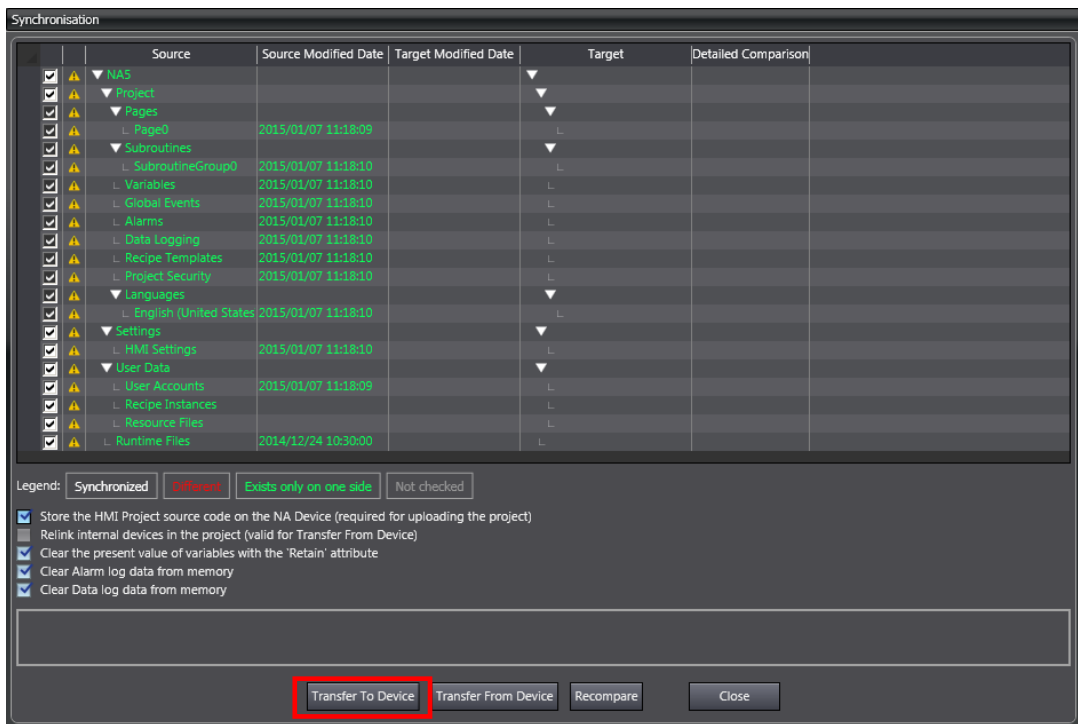 Synchronisation
Source Source Modified Date Target Modified Date Target Detailed Comparison
NA5
Project
Pages
Page0 2015/01/07 11:18:09
Subroutines
SubroutineGroup0 2015/01/07 11:18:10
Variables 2015/01/07 11:18:10
Global Events 2015/01/07 11:18:10
Alarms 2015/01/07 11:18:10
Data Logging 2015/01/07 11:18:10
Recipe Templates 2015/01/07 11:18:10
Project Security 2015/01/07 11:18:10
Languages
English (United States 2015/01/07 11:18:10
Settings
HMI Settings 2015/01/07 11:18:10
User Data
User Accounts 2015/01/07 11:18:09
Recipe Instances
Resource Files
Runtime Files 2014/12/24 10:30:00
Legend: Synchronized Different Exists only on one side Not checked
Store the HMI Project source code on the NA Device (required for uploading the project)
Relink internal devices in the project (valid for Transfer From Device)
Clear the present value of variables with the 'Retain' attribute
Clear Alarm log data from memory
Clear Data log data from memory
Transfer To Device Transfer From Device Recompare Close